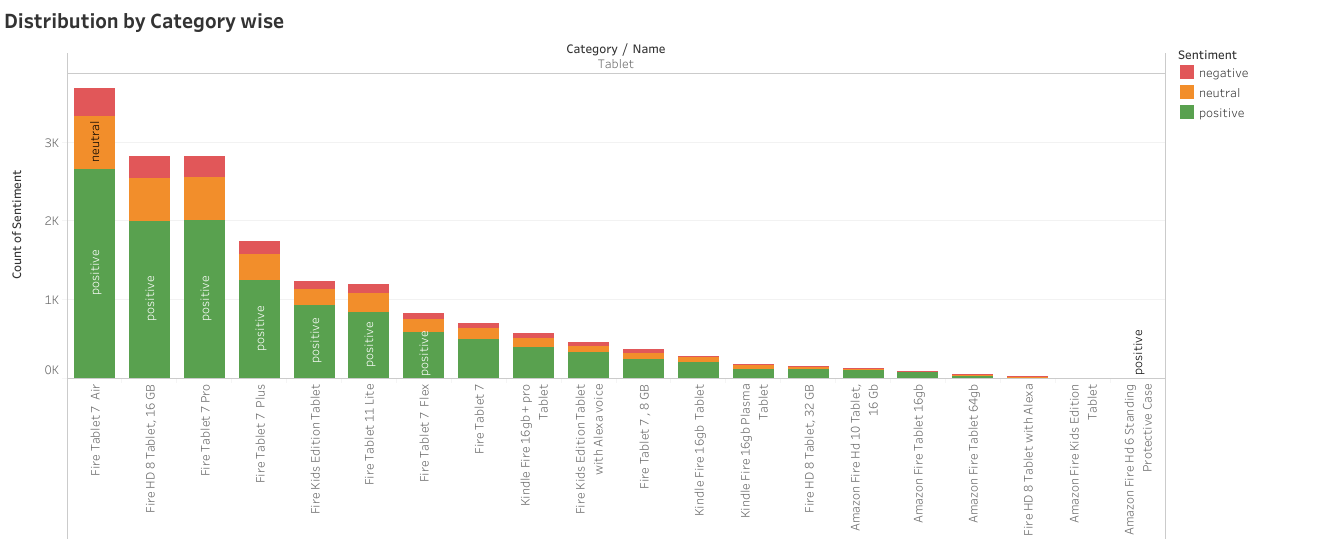 Distribution by Category wise
Category / Name
Tablet
Sentiment
negative
neutral
positive
Count of Sentiment
3K
2K
1K
0K
neutral
positive
positive
positive
positive
positive
positive
positive
positive
Fire Tablet 7 Air
Fire HD 8 Tablet, 16 GB
Fire Tablet 7 Pro
Fire Tablet 7 Plus
Fire Kids Edition Tablet
Fire Tablet 11 Lite
Fire Tablet 7 Flex
Fire Tablet 7
Kindle Fire 16gb + pro
Tablet
Fire Kids Edition Tablet
with Alexa voice
Fire Tablet 7 , 8 GB
Kindle Fire 16gb Tablet
Kindle Fire 16gb Plasma
Tablet
Fire HD 8 Tablet, 32 GB
Amazon Fire Hd 10 Tablet,
16 Gb
Amazon Fire Tablet 16gb
Amazon Fire Tablet 64gb
Fire HD 8 Tablet with Alexa
Amazon Fire Kids Edition
Tablet
Amazon Fire Hd 6 Standing
Protective Case